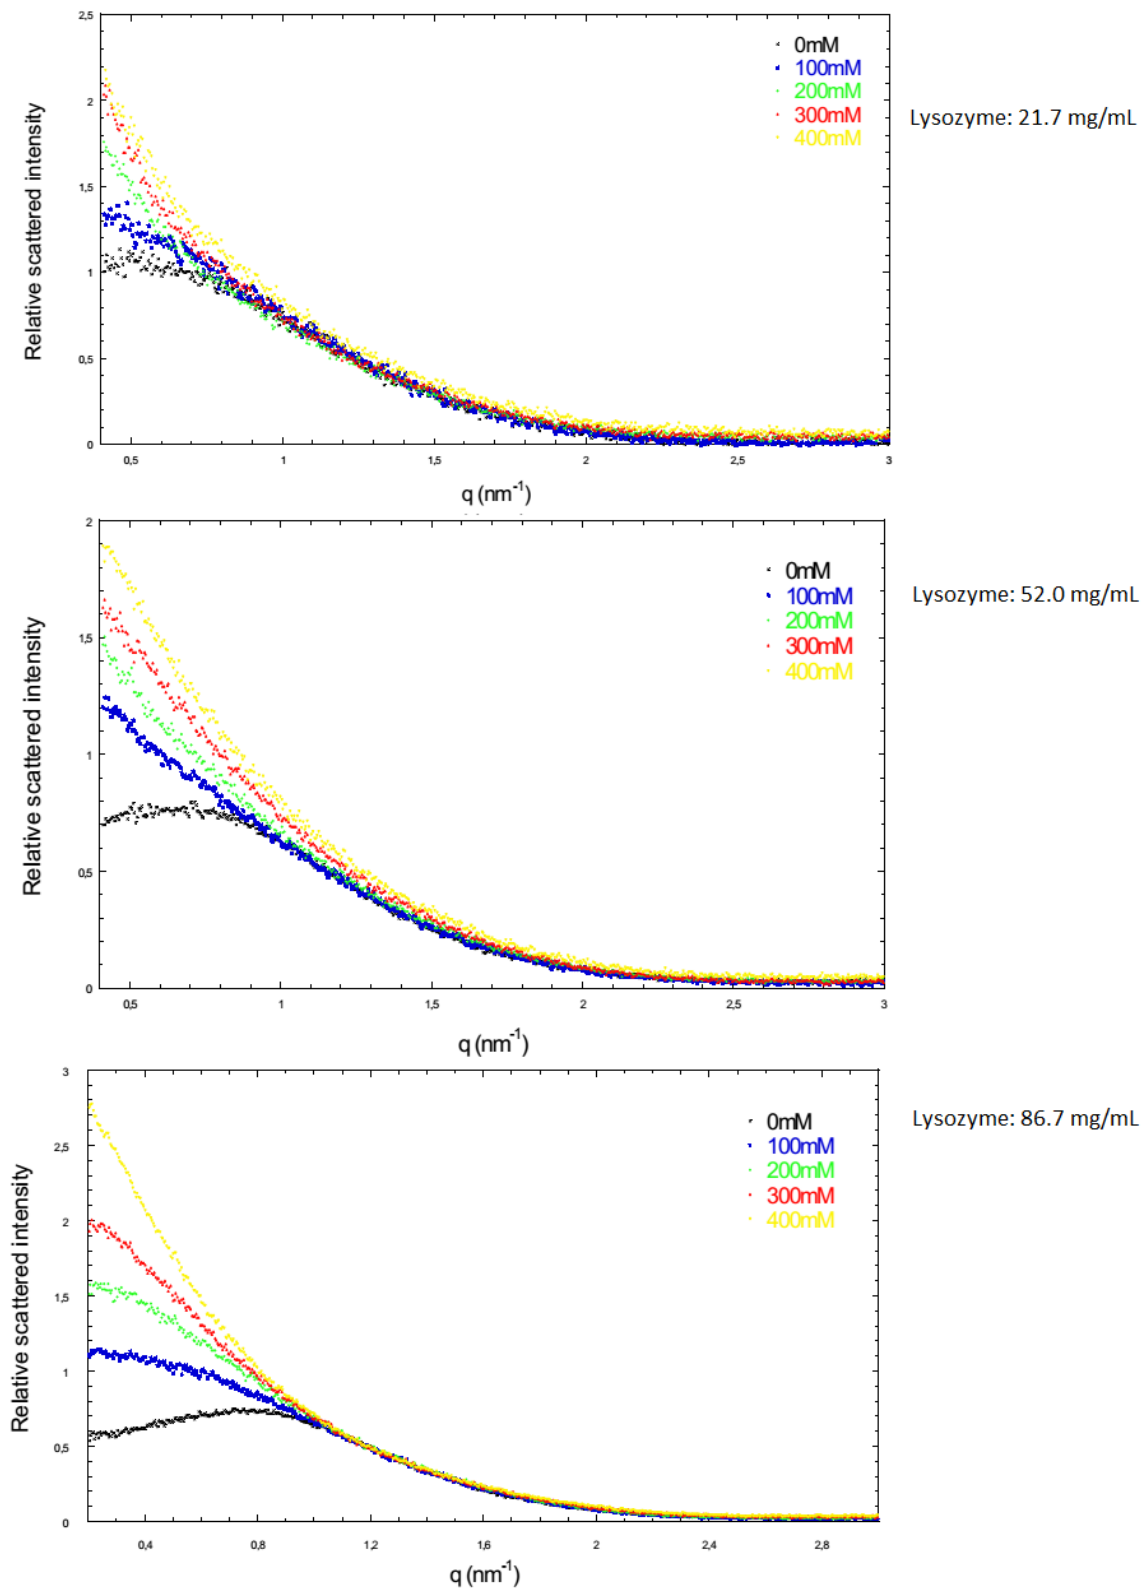 2,5
2
1,5
1
0,5
0
Relative scattered intensity
0mM
100mM
200mM
300mM
400mM
Lysozyme: 21.7 mg/mL
0,5
1
1,5
2
2,5
3
q (nm-1)
2
1,5
1
0,5
0
Relative scattered intensity
0mM
100mM
200mM
300mM
400mM
Lysozyme: 52.0 mg/mL
0,5
1
1,5
2
2,5
3
q (nm-1)
3
2,5
2
1,5
1
0,5
0
Relative scattered intensity
0mM
100mM
200mM
300mM
400mM
Lysozyme: 86.7 mg/mL
0,4
0,8
1,2
1,6
2
2,4
2,8
q (nm-1)